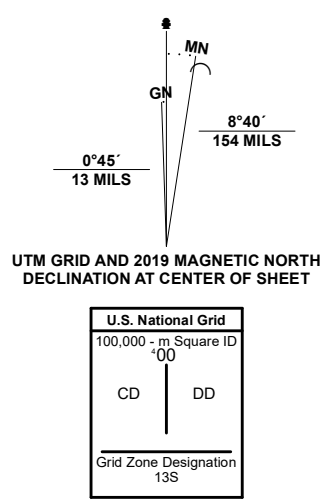 MN
GN
8°40´
154 MILS
0°45´
13 MILS
UTM GRID AND 2019 MAGNETIC NORTH
DECLINATION AT CENTER OF SHEET
U.S. National Grid
100,000 - m Square ID
⁴00
CD DD
Grid Zone Designation
13S